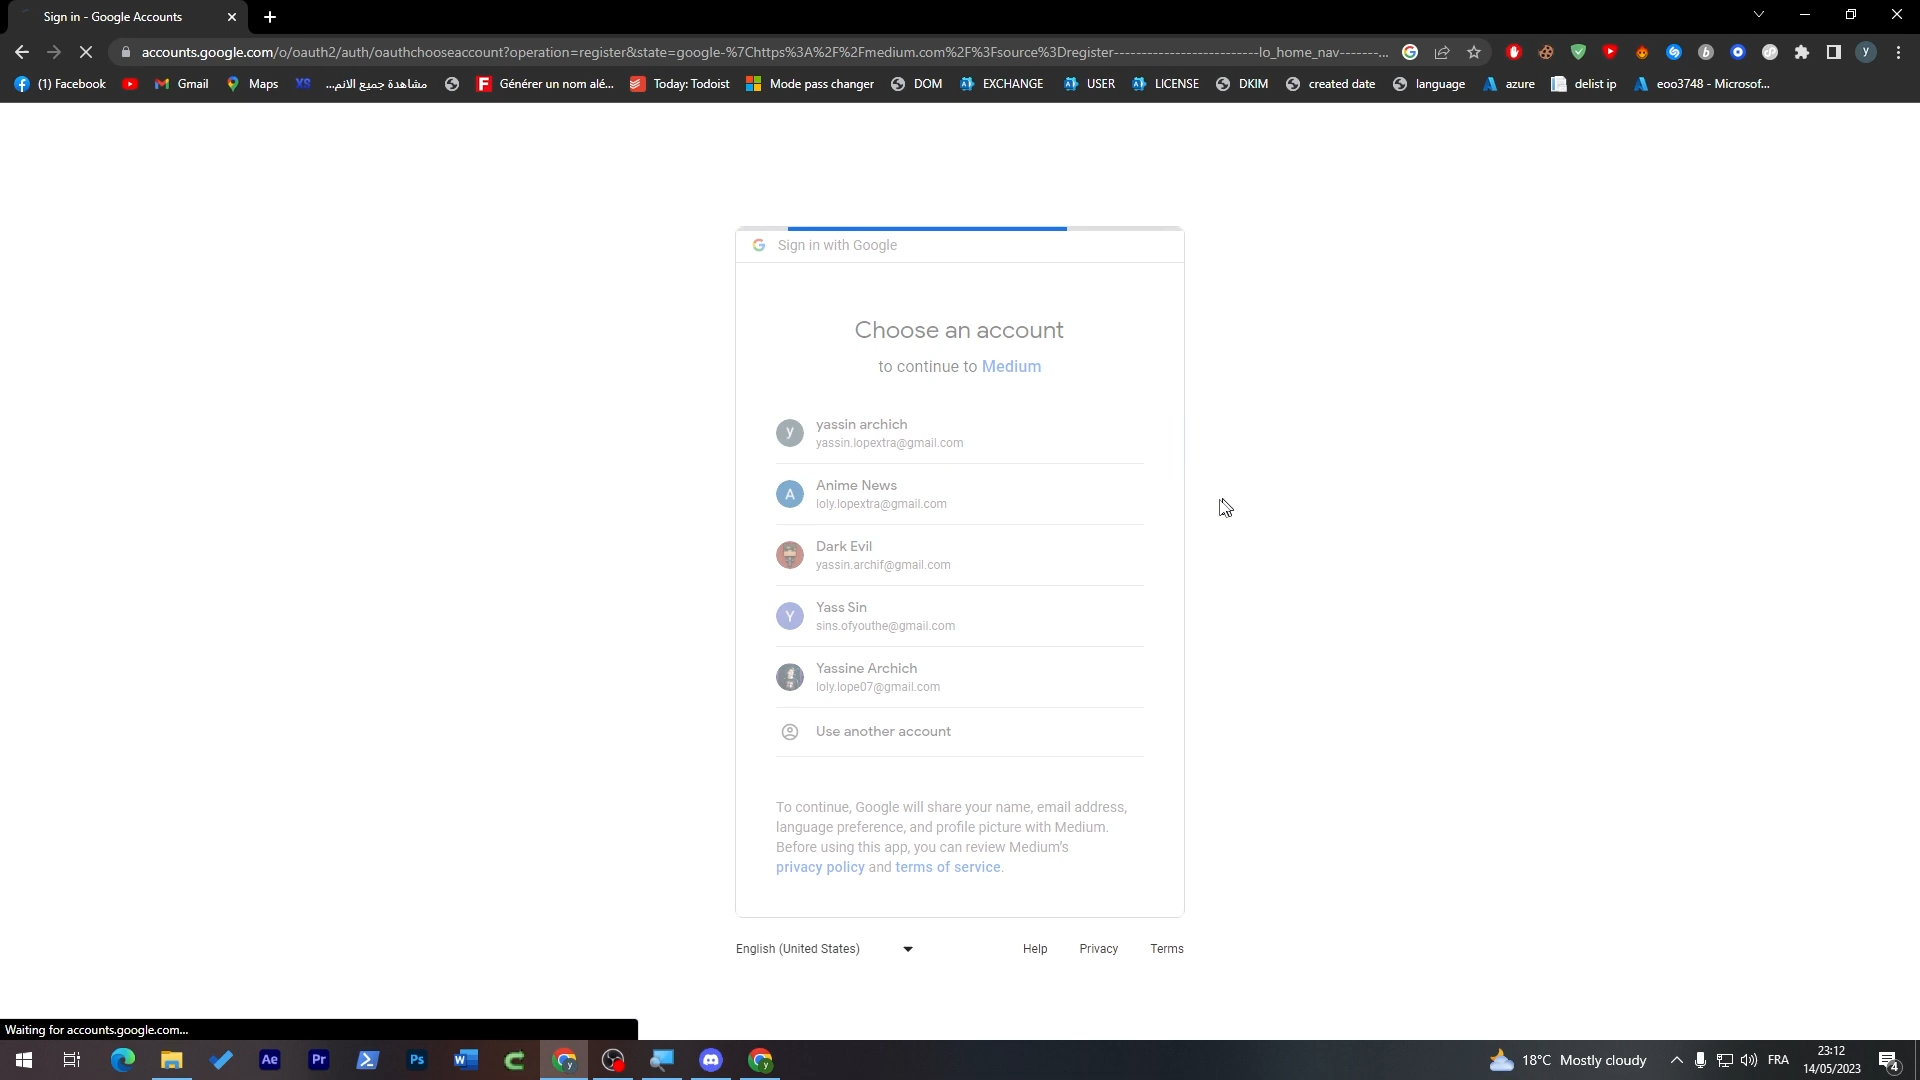 Sign in - Google Accounts
accounts.google.com/o/oauth2/auth/oauthchooseaccount?operation=register&state=google-%7Chttps%3A%2F%2Fmedium.com%2F%3Fsource%3Dregister--------------------------lo_home_nav-------...
(1) Facebook
Gmail
Maps
مشاهدة جميع الانم...
Générer un nom alé...
Today: Todoist
Mode pass changer
DOM
EXCHANGE
USER
LICENSE
DKIM
created date
language
azure
delist ip
eoo3748 - Microsof...
Sign in with Google
Choose an account
to continue to Medium
y
yassin archich
yassin.lopextra@gmail.com
A
Anime News
loly.lopextra@gmail.com
Dark Evil
yassin.archif@gmail.com
Y
Yass Sin
sins.ofyouthe@gmail.com
Yassine Archich
loly.lope07@gmail.com
Use another account
To continue, Google will share your name, email address,
language preference, and profile picture with Medium.
Before using this app, you can review Medium's
privacy policy and terms of service.
English (United States)
Help
Privacy
Terms
Waiting for accounts.google.com...
Ae
Pr
Ps
18°C Mostly cloudy
FRA
23:12
14/05/2023
4